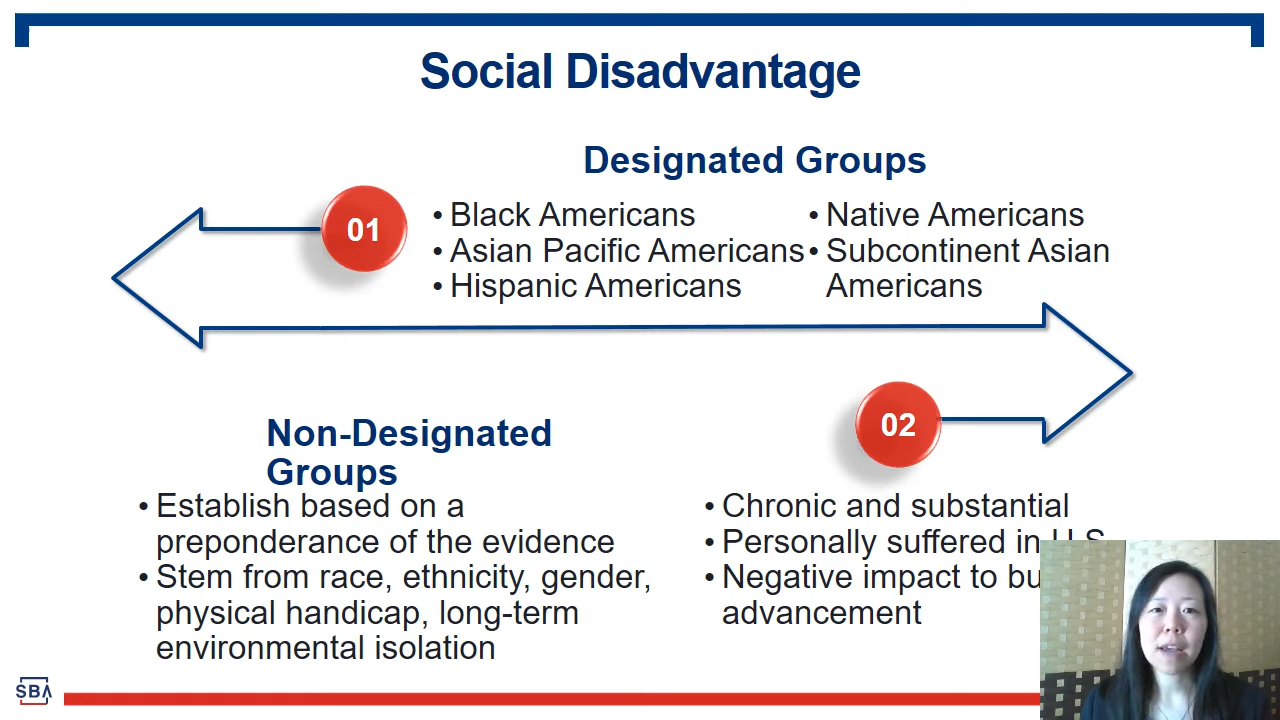 Social Disadvantage
Designated Groups
01
• Black Americans
• Asian Pacific Americans
• Hispanic Americans
• Native Americans
• Subcontinent Asian
Americans
Non-Designated
Groups
• Establish based on a
preponderance of the evidence
• Stem from race, ethnicity, gender,
physical handicap, long-term
environmental isolation
02
• Chronic and substantial
• Personally suffered in U.S.
• Negative impact to
advancement
SBA